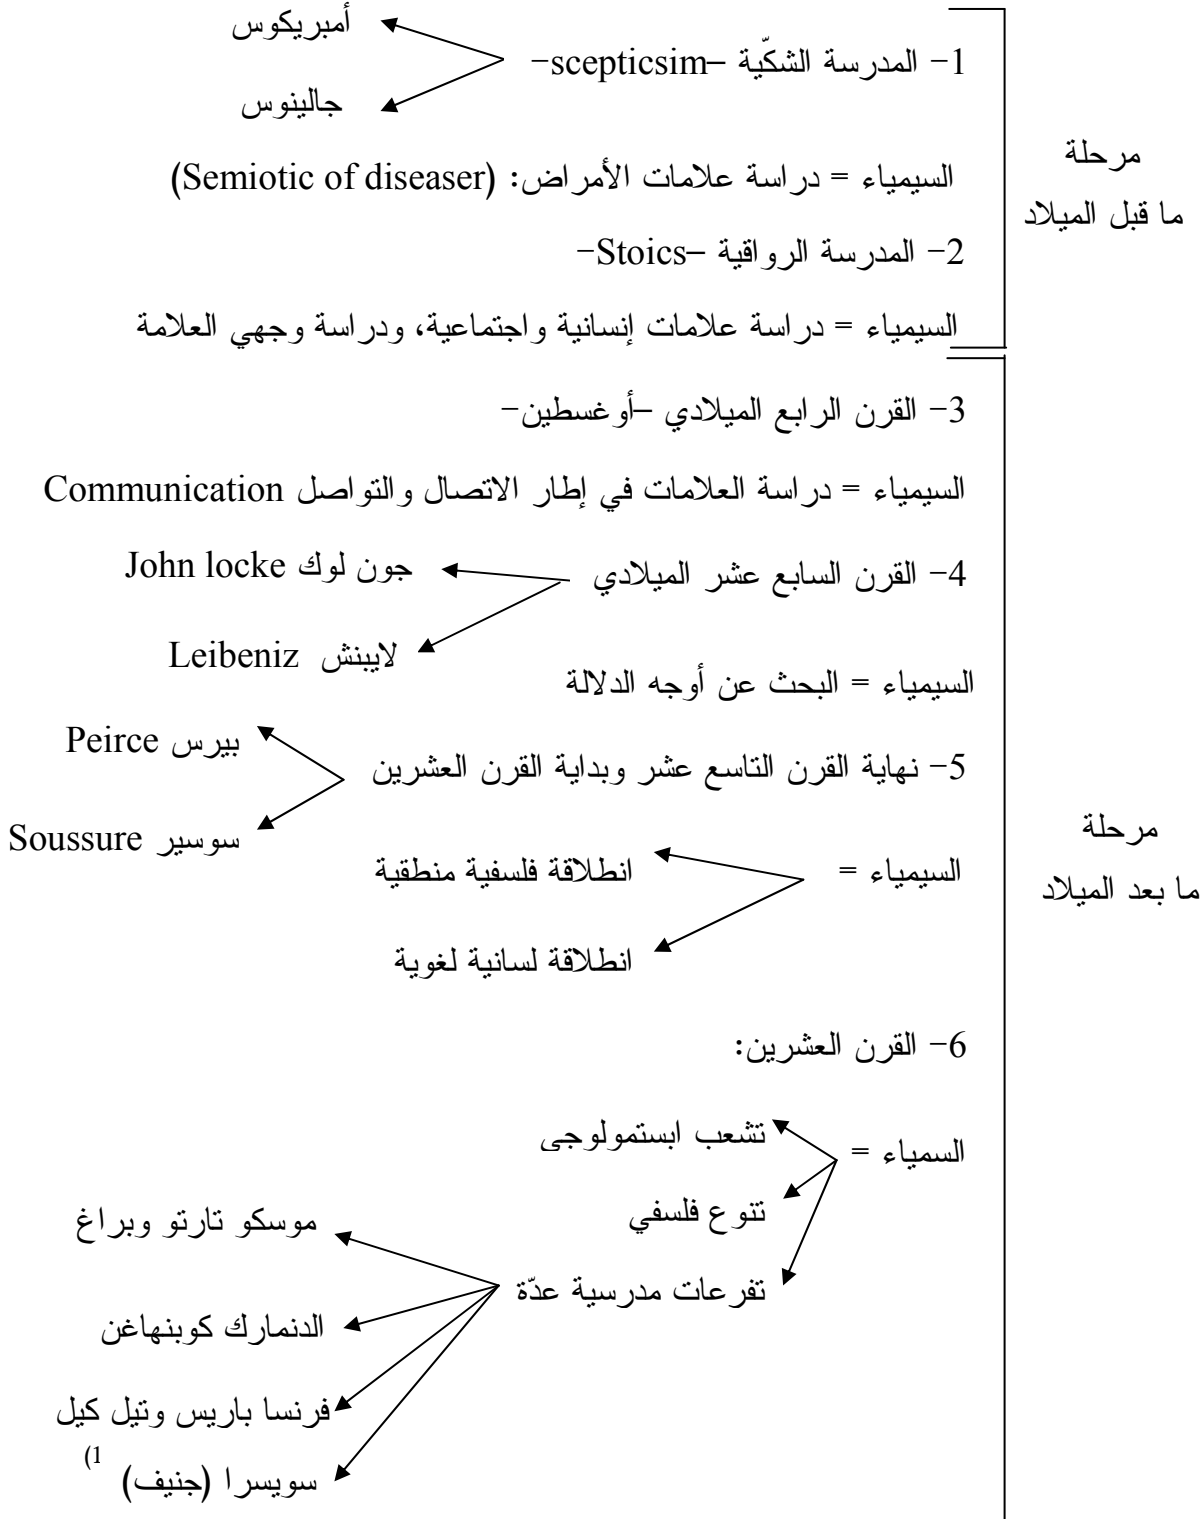 أمبريكوس
1- المدرسة الشكّية –scepticsim-
جالينوس
السيمياء = دراسة علامات الأمراض: (Semiotic of diseaser)
2- المدرسة الرواقية –Stoics-
السيمياء = دراسة علامات إنسانية واجتماعية، ودراسة وجهي العلامة
مرحلة
ما قبل الميلاد
3- القرن الرابع الميلادي –أوغسطين-
السيمياء = دراسة العلامات في إطار الاتصال والتواصل Communication
4- القرن السابع عشر الميلادي
جون لوك John locke
لايبنش Leibeniz
السيمياء = البحث عن أوجه الدلالة
5- نهاية القرن التاسع عشر وبداية القرن العشرين
بيرس Peirce
سوسير Soussure
السيمياء =
انطلاقة فلسفية منطقية
انطلاقة لسانية لغوية
مرحلة
ما بعد الميلاد
6- القرن العشرين:
السمياء =
تشعب ابستمولوجي
تنوع فلسفي
تفرعات مدرسية عدّة
موسكو تارتو وبراغ
الدنمارك كوبنهاغن
فرنسا باريس وتيل كيل
سويسرا (جنيف) 1)